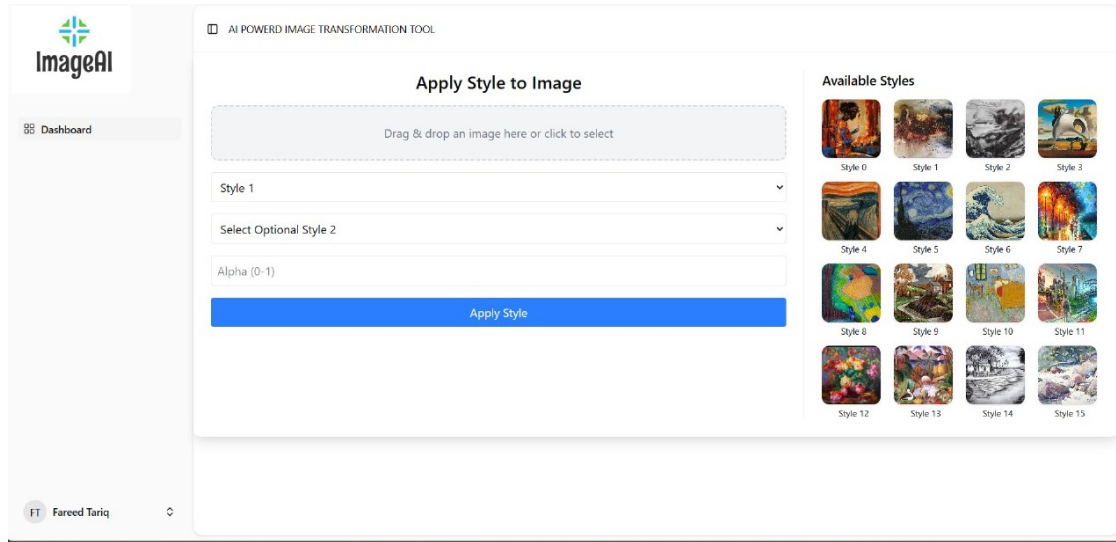 ImageAI
Dashboard
FT Fareed Tariq
AI POWERD IMAGE TRANSFORMATION TOOL
Apply Style to Image
Drag & drop an image here or click to select
Style 1
Select Optional Style 2
Alpha (0-1)
Apply Style
Available Styles
Style 0 Style 1 Style 2 Style 3
Style 4 Style 5 Style 6 Style 7
Style 8 Style 9 Style 10 Style 11
Style 12 Style 13 Style 14 Style 15